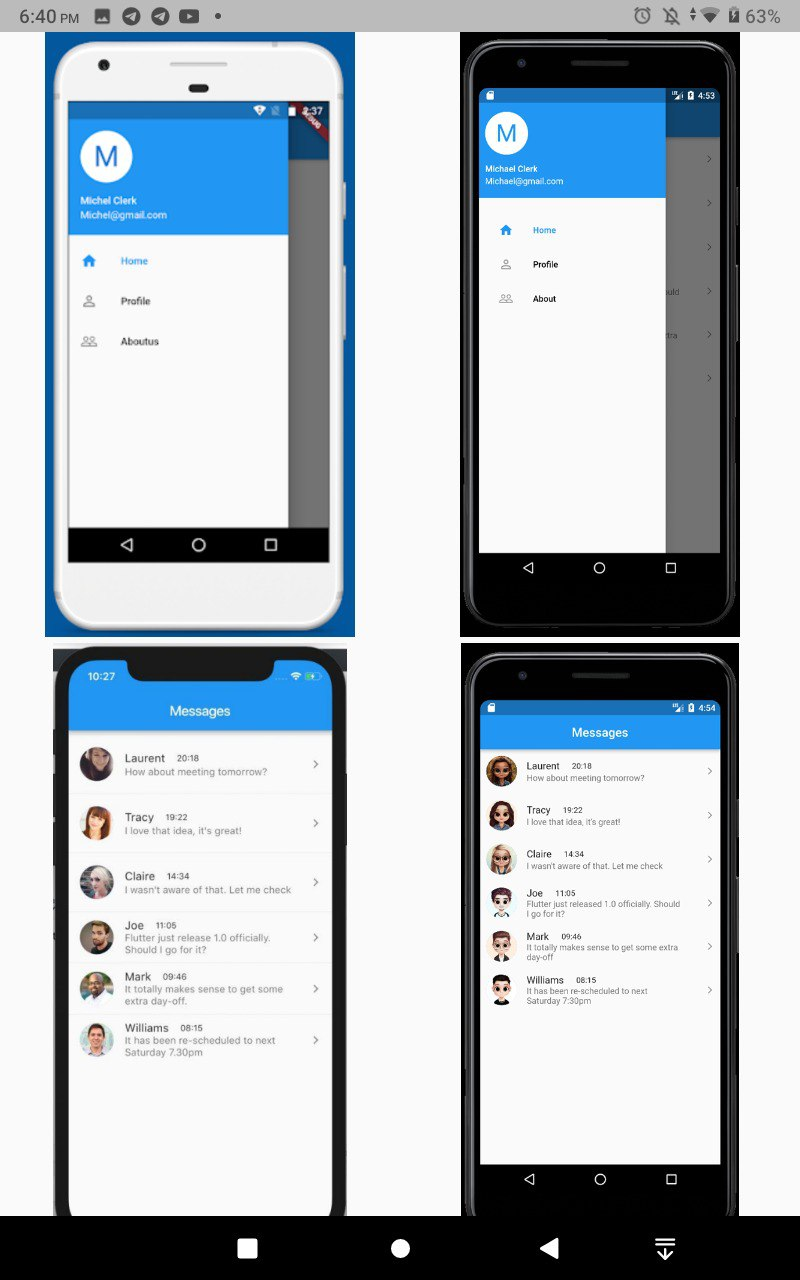 6:40 PM
63%
3:37
M
Michel Clerk
Michel@gmail.com
Home
Profile
Aboutus
4:53
M
Michael Clerk
Michael@gmail.com
Home
Profile
About
ould
tra
10:27
Messages
Laurent 20:18
How about meeting tomorrow?
Tracy 19:22
I love that idea, it's great!
Claire 14:34
I wasn't aware of that. Let me check
Joe 11:05
Flutter just release 1.0 officially.
Should I go for it?
Mark 09:46
It totally makes sense to get some
extra day-off.
Williams 08:15
It has been re-scheduled to next
Saturday 7.30pm
4:54
Messages
Laurent 20:18
How about meeting tomorrow?
Tracy 19:22
I love that idea, it's great!
Claire 14:34
I wasn't aware of that. Let me check
Joe 11:05
Flutter just released 1.0 officially. Should
I go for it?
Mark 09:46
It totally makes sense to get some extra
day-off
Williams 08:15
It has been re-scheduled to next
Saturday 7:30pm